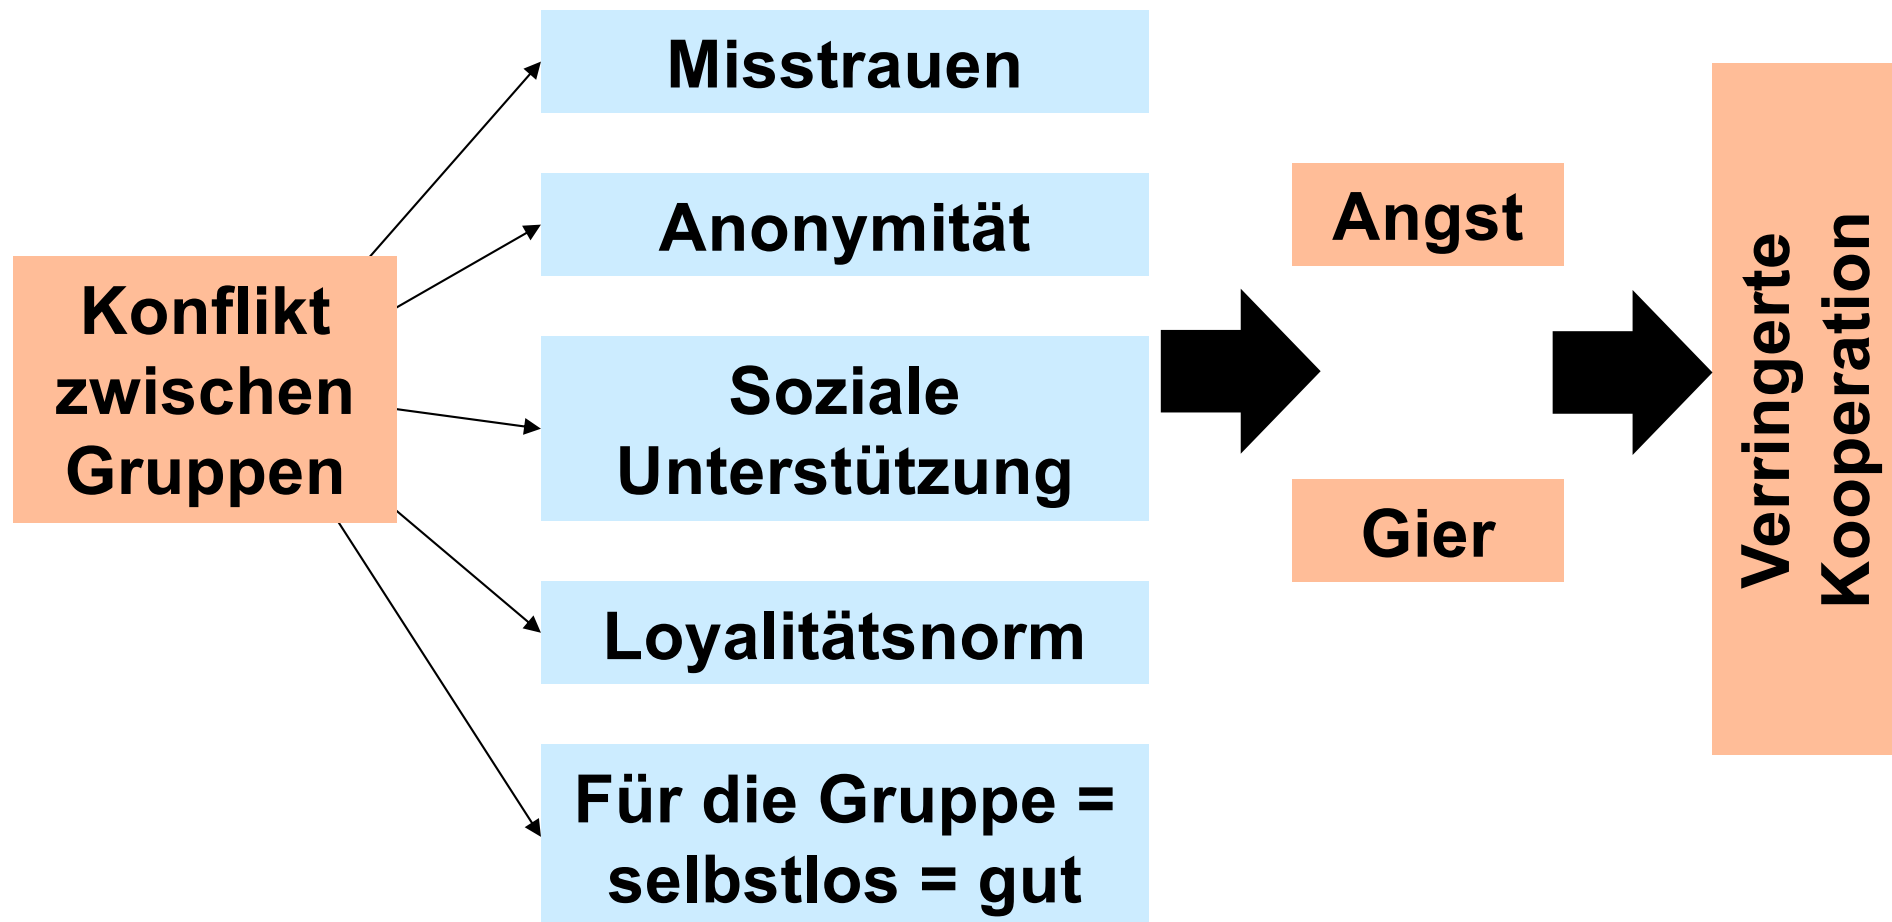 Konflikt
zwischen
Gruppen
Misstrauen
Anonymität
Soziale
Unterstützung
Loyalitätsnorm
Für die Gruppe =
selbstlos = gut
Angst
Gier
Verringerte
Kooperation